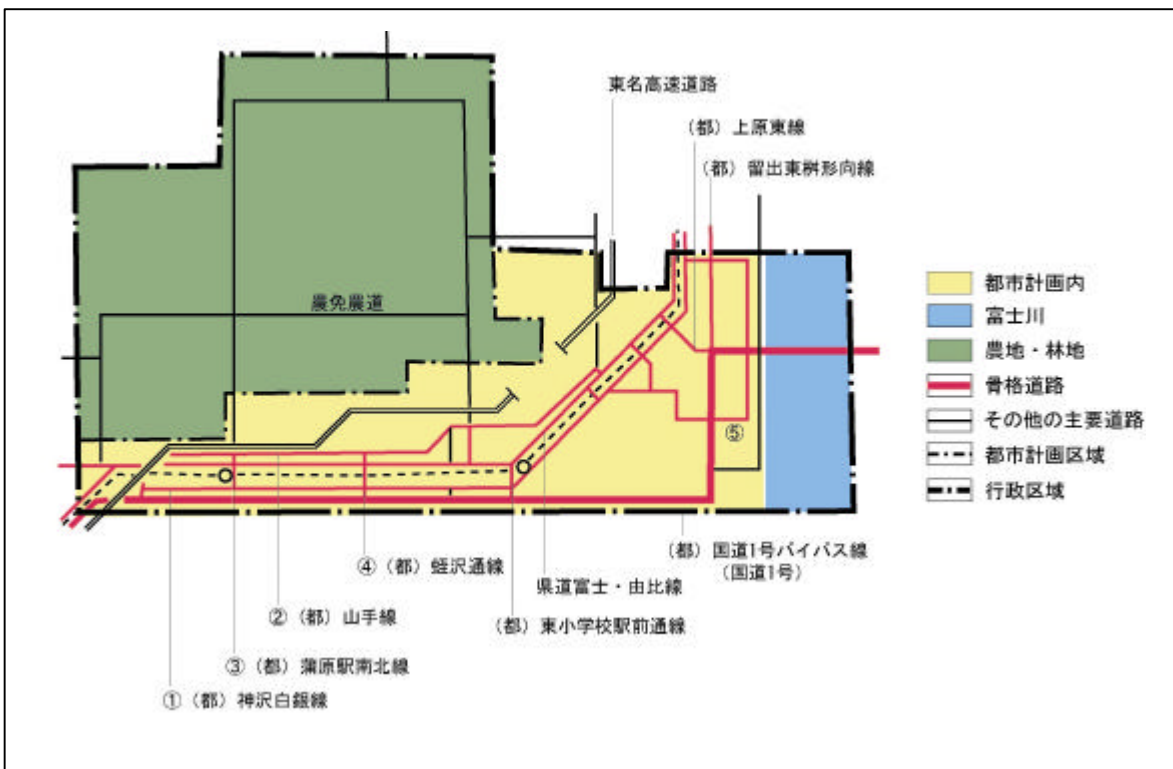 東名高速道路
(都)上原東線
(都)留出東桝形向線
農免農道
都市計画内
富士川
農地・林地
骨格道路
その他の主要道路
都市計画区域
行政区域
⑤
④(都)蛭沢通線
②(都)山手線
③(都)蒲原駅南北線
①(都)神沢白銀線
県道富士・由比線
(都)東小学校駅前通線
(都)国道1号バイパス線
(国道1号)